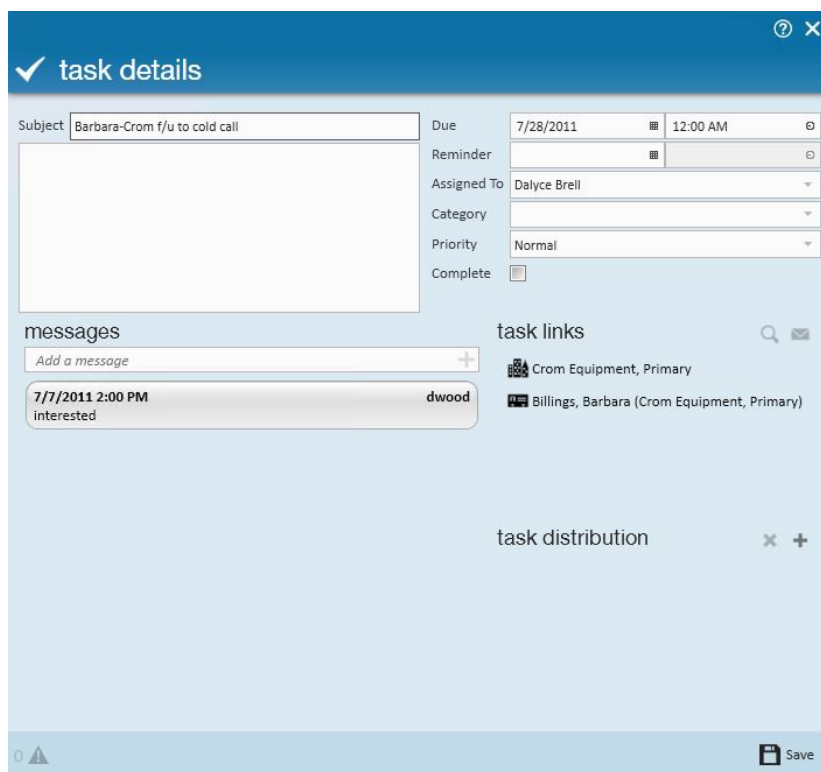 task details
Subject Barbara-Crom f/u to cold call
Due 7/28/2011 12:00 AM
Reminder
Assigned To Dalyce Brell
Category
Priority Normal
Complete
messages
Add a message
7/7/2011 2:00 PM dwood
interested
task links
Crom Equipment, Primary
Billings, Barbara (Crom Equipment, Primary)
task distribution
0
Save